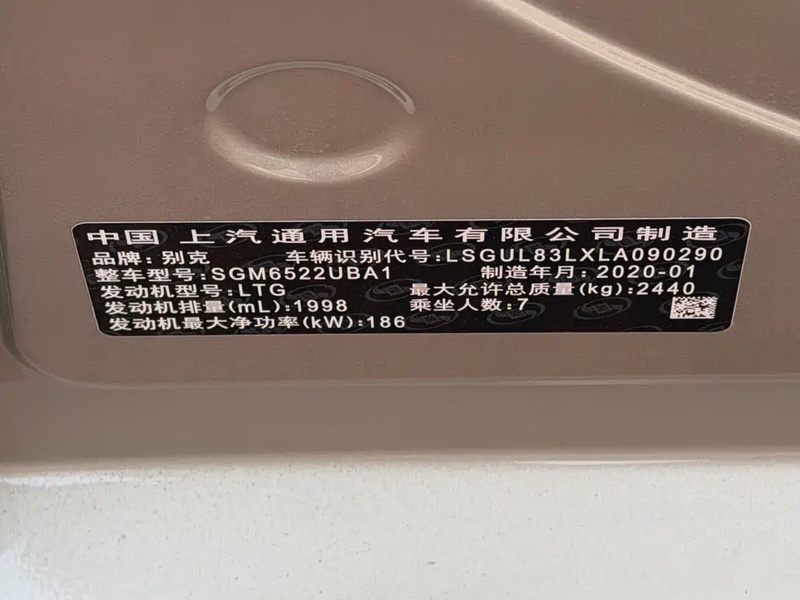 中国 上汽通用汽车有限公司制造
品牌:别克 车辆识别代号:LSGUL83LXLA090290
整车型号:SGM6522UBA1 制造年月:2020-01
发动机型号:LTG 最大允许总质量(kg):2440
发动机排量(mL):1998 乘坐人数:7
发动机最大净功率(kW):186